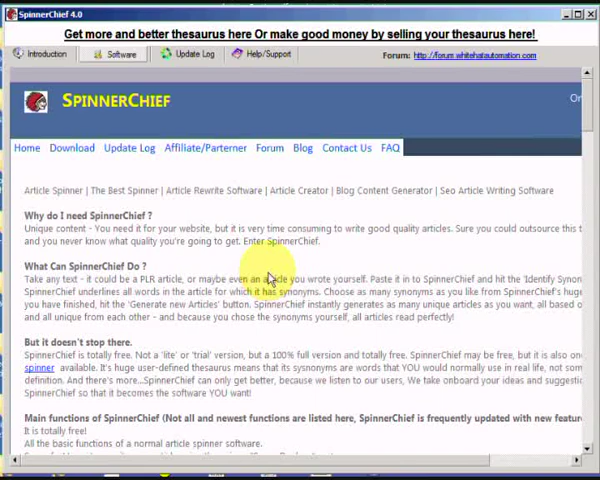 SpinnerChief 4.0
Get more and better thesaurus here Or make good money by selling your thesaurus here!
Introduction Software Update Log Help/Support Forum: http://forum.whitehatautomation.com
SPINNERCHIEF
Or
Home Download Update Log Affiliate/Parterner Forum Blog Contact Us FAQ
Article Spinner | The Best Spinner | Article Rewrite Software | Article Creator | Blog Content Generator | Seo Article Writing Software
Why do I need SpinnerChief ?
Unique content - You need it for your website, but it is very time consuming to write good quality articles. Sure you could outsource this t
and you never know what quality you're going to get. Enter SpinnerChief.
What Can SpinnerChief Do ?
Take any text - it could be a PLR article, or maybe even an article you wrote yourself. Paste it in to SpinnerChief and hit the 'Identify Synon
SpinnerChief underlines all words in the article for which it has synonyms. Choose as many synonyms as you like from SpinnerChief's huge
you have finished, hit the 'Generate new Articles' button. SpinnerChief instantly generates as many unique articles as you want, all based o
and all unique from each other - and because you chose the synonyms yourself, all articles read perfectly!
But it doesn't stop there.
SpinnerChief is totally free. Not a 'lite' or 'trial' version, but a 100% full version and totally free. SpinnerChief may be free, but it is also one
spinner available. It's huge user-defined thesaurus means that its synonyms are words that YOU would normally use in real life, not som
definition. And there's more...SpinnerChief can only get better, because we listen to our users, We take onboard your ideas and suggestio
SpinnerChief so that it becomes the software YOU want!
Main functions of SpinnerChief (Not all and newest functions are listed here, SpinnerChief is frequently updated with new featur
It is totally free!
All the basic functions of a normal article spinner software.